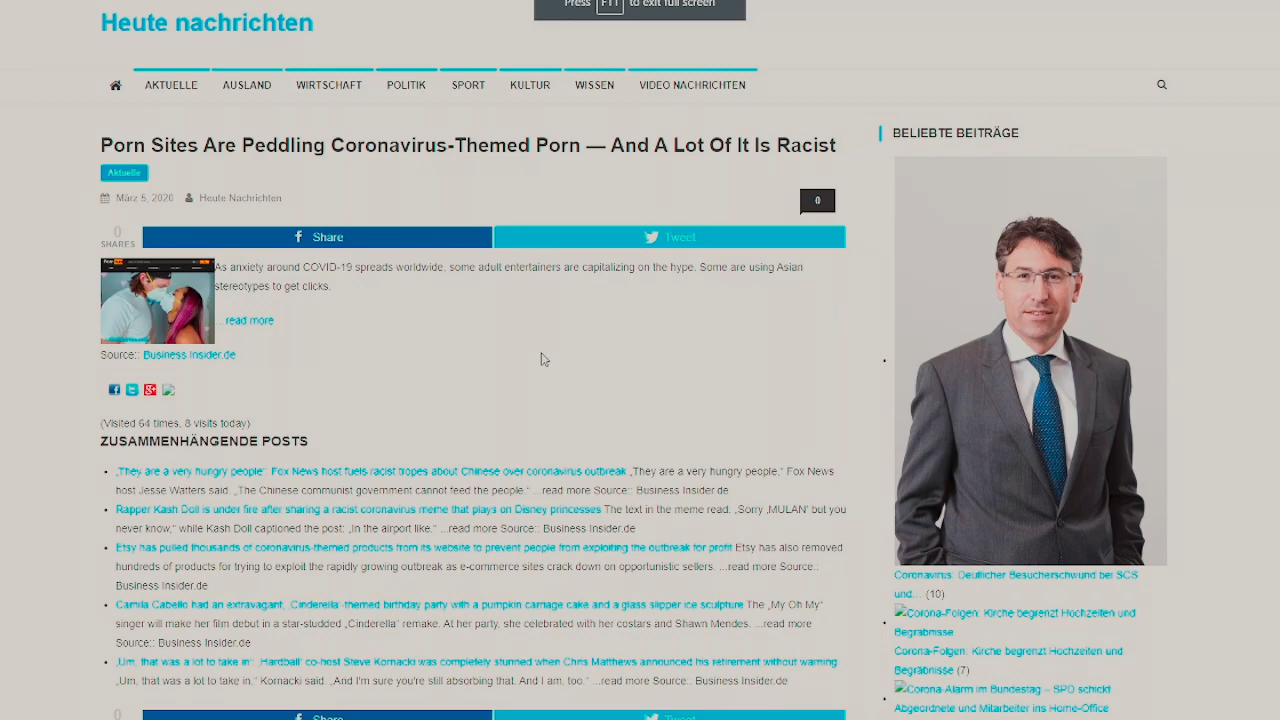 Press F11 to exit full screen
Heute nachrichten
AKTUELLE AUSLAND WIRTSCHAFT POLITIK SPORT KULTUR WISSEN VIDEO NACHRICHTEN
Porn Sites Are Peddling Coronavirus-Themed Porn — And A Lot Of It Is Racist
Aktuelle
März 5, 2020 Heute Nachrichten
0
0
SHARES
Share
Tweet
As anxiety around COVID-19 spreads worldwide, some adult entertainers are capitalizing on the hype. Some are using Asian
stereotypes to get clicks.
...read more
Source:: Business Insider.de
(Visited 64 times, 8 visits today)
ZUSAMMENHÄNGENDE POSTS
„They are a very hungry people“: Fox News host fuels racist tropes about Chinese over coronavirus outbreak „They are a very hungry people,“ Fox News
host Jesse Watters said. „The Chinese communist government cannot feed the people.“ ...read more Source:: Business Insider.de
Rapper Kash Doll is under fire after sharing a racist coronavirus meme that plays on Disney princesses The text in the meme read: „Sorry ‚MULAN‘ but you
never know,“ while Kash Doll captioned the post: „In the airport like.“ ...read more Source:: Business Insider.de
Etsy has pulled thousands of coronavirus-themed products from its website to prevent people from exploiting the outbreak for profit Etsy has also removed
hundreds of products for trying to exploit the rapidly growing outbreak as e-commerce sites crack down on opportunistic sellers. ...read more Source::
Business Insider.de
Camila Cabello had an extravagant, ‚Cinderella‘-themed birthday party with a pumpkin carriage cake and a glass slipper ice sculpture The „My Oh My“
singer will make her film debut in a star-studded „Cinderella“ remake. At her party, she celebrated with her costars and Shawn Mendes. ...read more
Source:: Business Insider.de
‚Um, that was a lot to take in‘: ‚Hardball‘ co-host Steve Kornacki was completely stunned when Chris Matthews announced his retirement without warning
„Um, that was a lot to take in,“ Kornacki said. „And I'm sure you're still absorbing that. And I am, too.“ ...read more Source:: Business Insider.de
0
Share
Tweet
BELIEBTE BEITRÄGE
Coronavirus: Deutlicher Besucherschwund bei SCS
und... (10)
Corona-Folgen: Kirche begrenzt Hochzeiten und
Begräbnisse
Corona-Folgen: Kirche begrenzt Hochzeiten und
Begräbnisse (7)
Corona-Alarm im Bundestag – SPD schickt
Abgeordnete und Mitarbeiter ins Home-Office